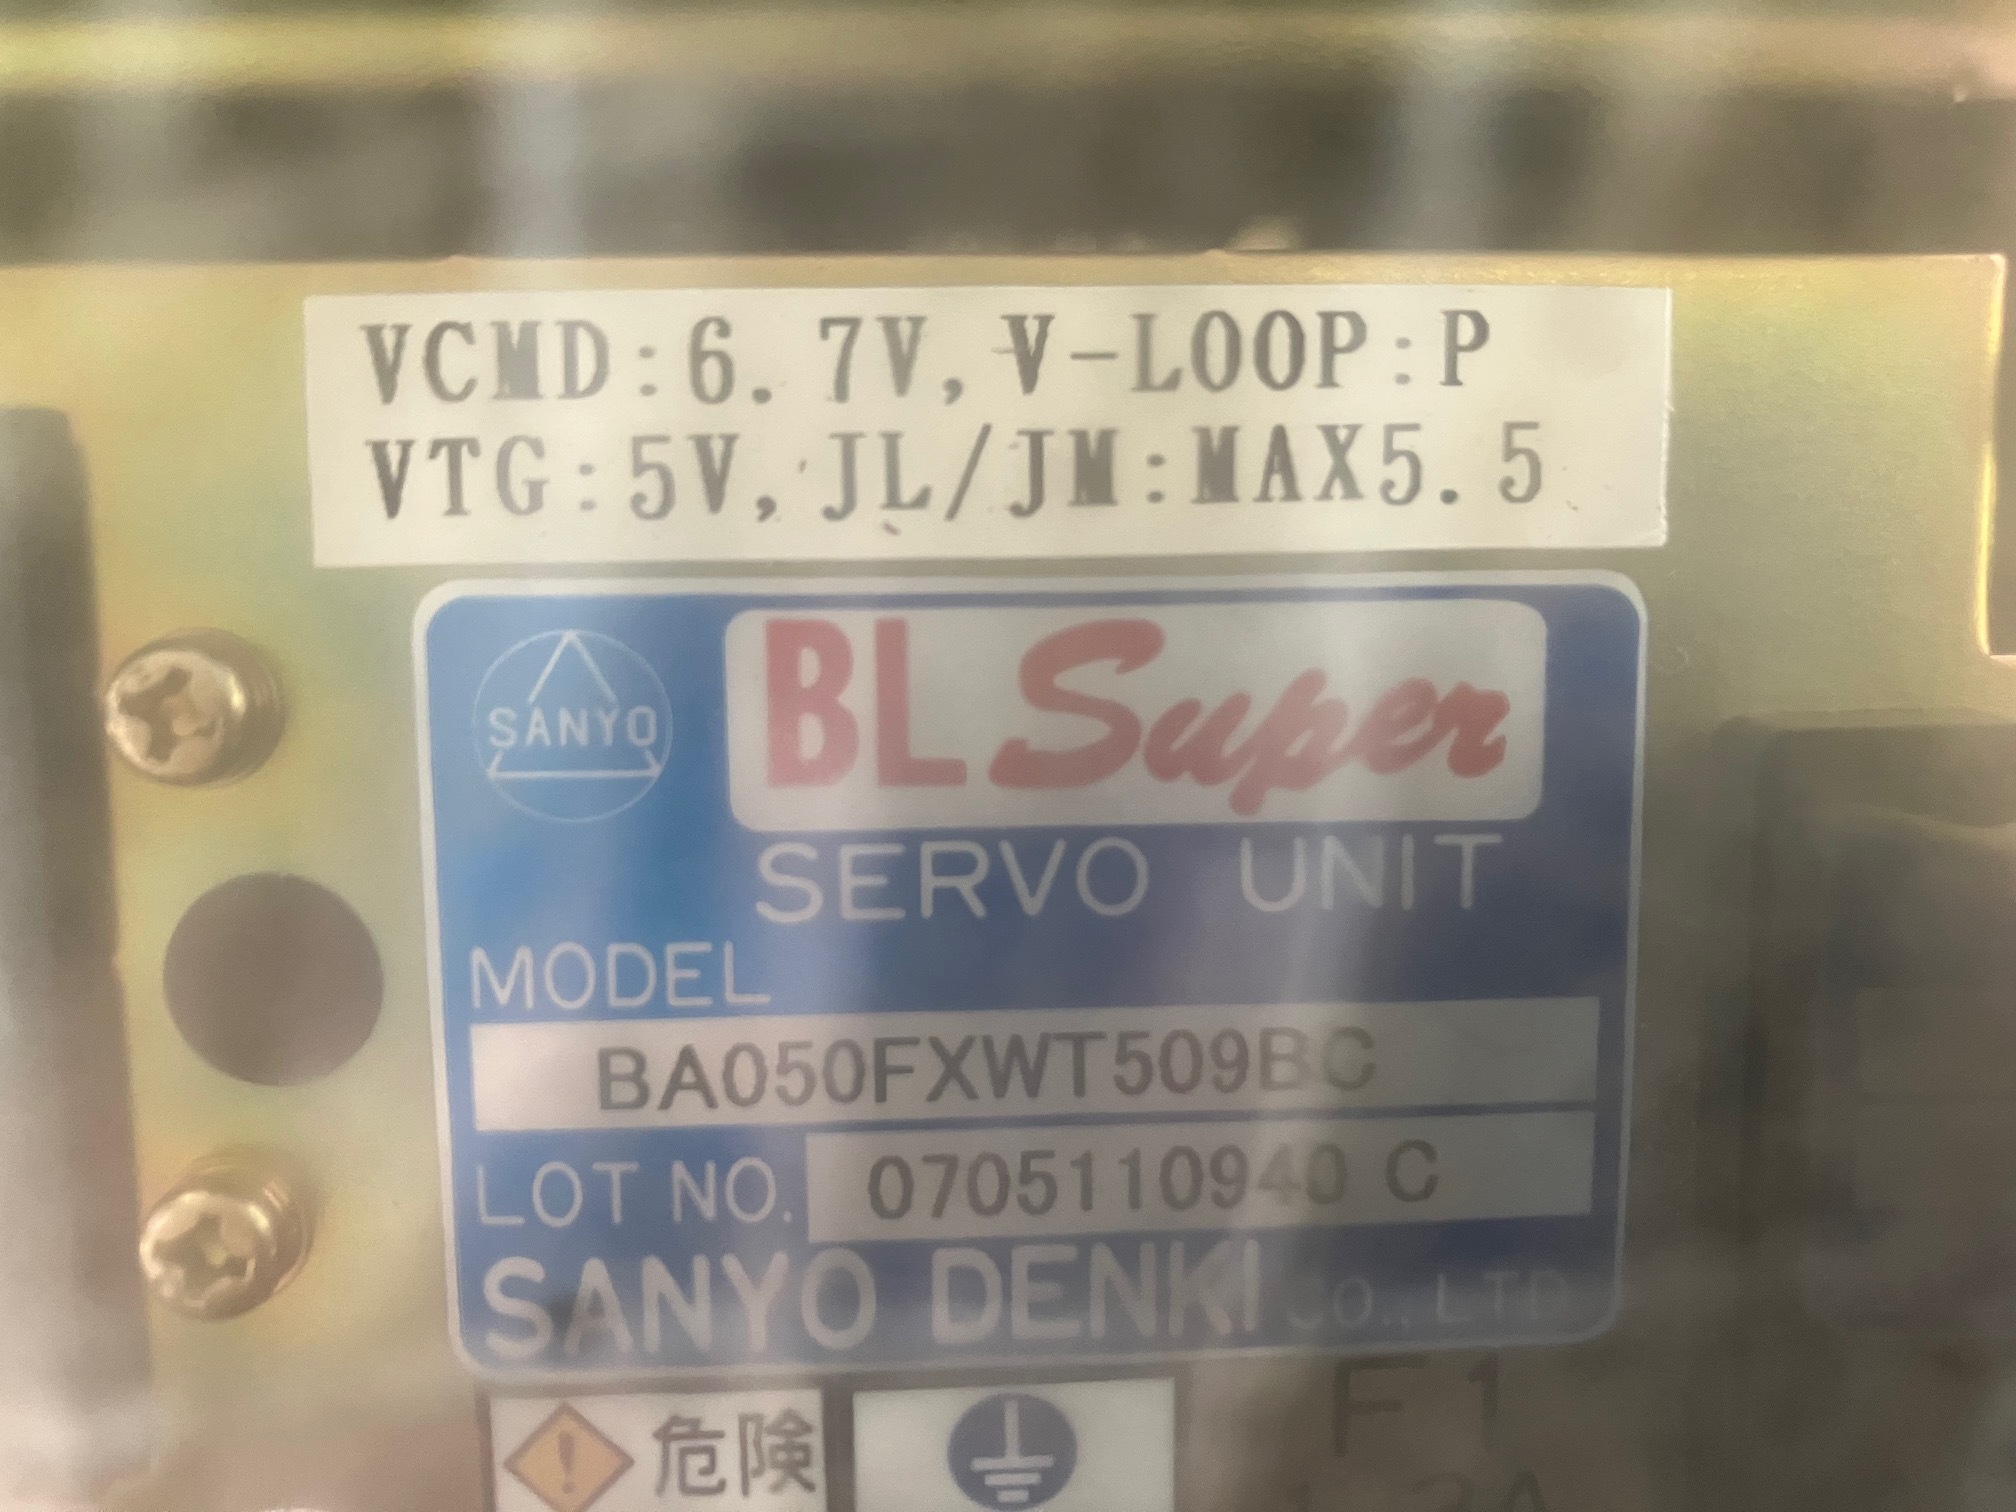 VCMD:6.7V,V-LOOP:P
VTG:5V,JL/JM:MAX5.5
SANYO
BL Super
SERVO UNIT
MODEL
BA050FXWT509BC
LOT NO. 0705110940 C
SANYO DENKI CO., LTD.
危険
F1